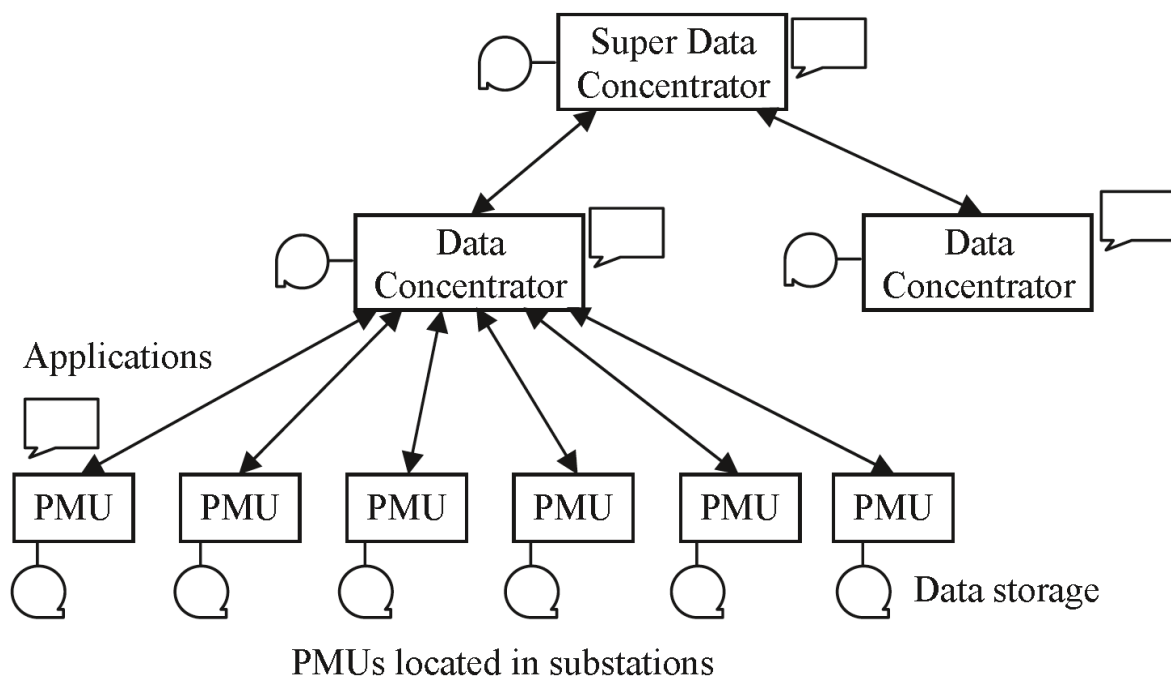 Super Data
Concentrator
Data
Concentrator
Data
Concentrator
Applications
PMU
PMU
PMU
PMU
PMU
PMU
Data storage
PMUs located in substations